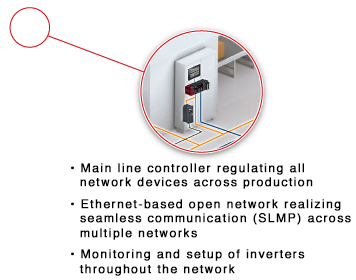 ・Main line controller regulating all
network devices across production
・Ethernet-based open network realizing
seamless communication (SLMP) across
multiple networks
・Monitoring and setup of inverters
throughout the network